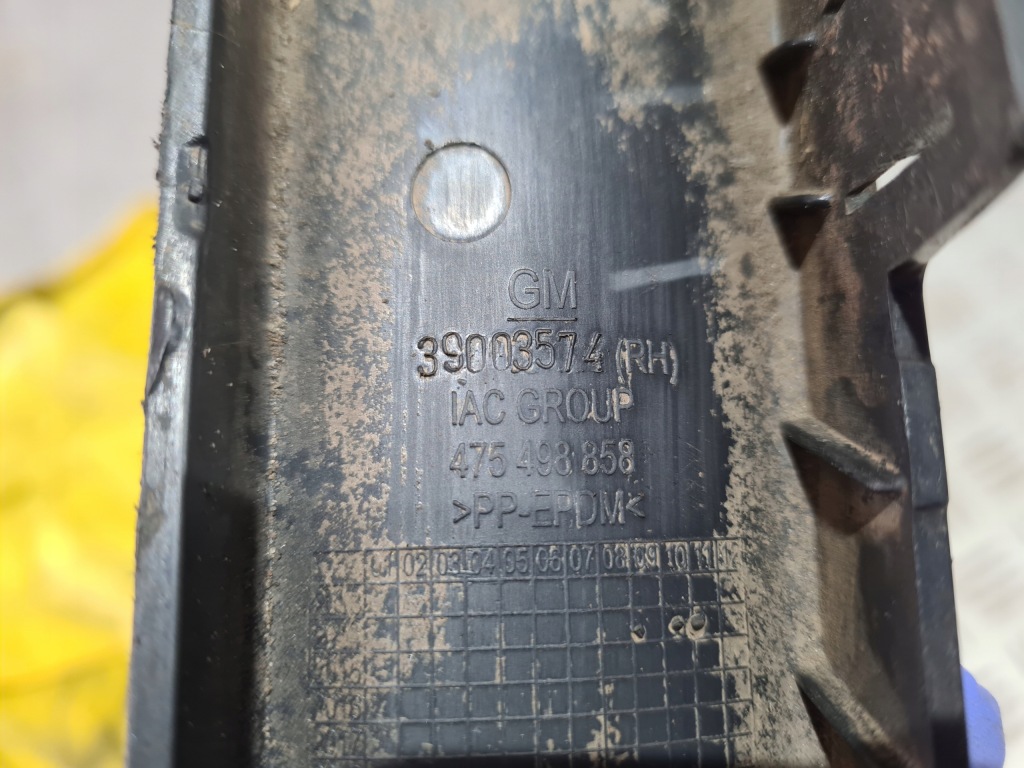 GM
39003574 (RH)
IAC GROUP
475 498 858
>PP-EPDM<
01 02 03 04 05 06 07 08 09 10 11 12